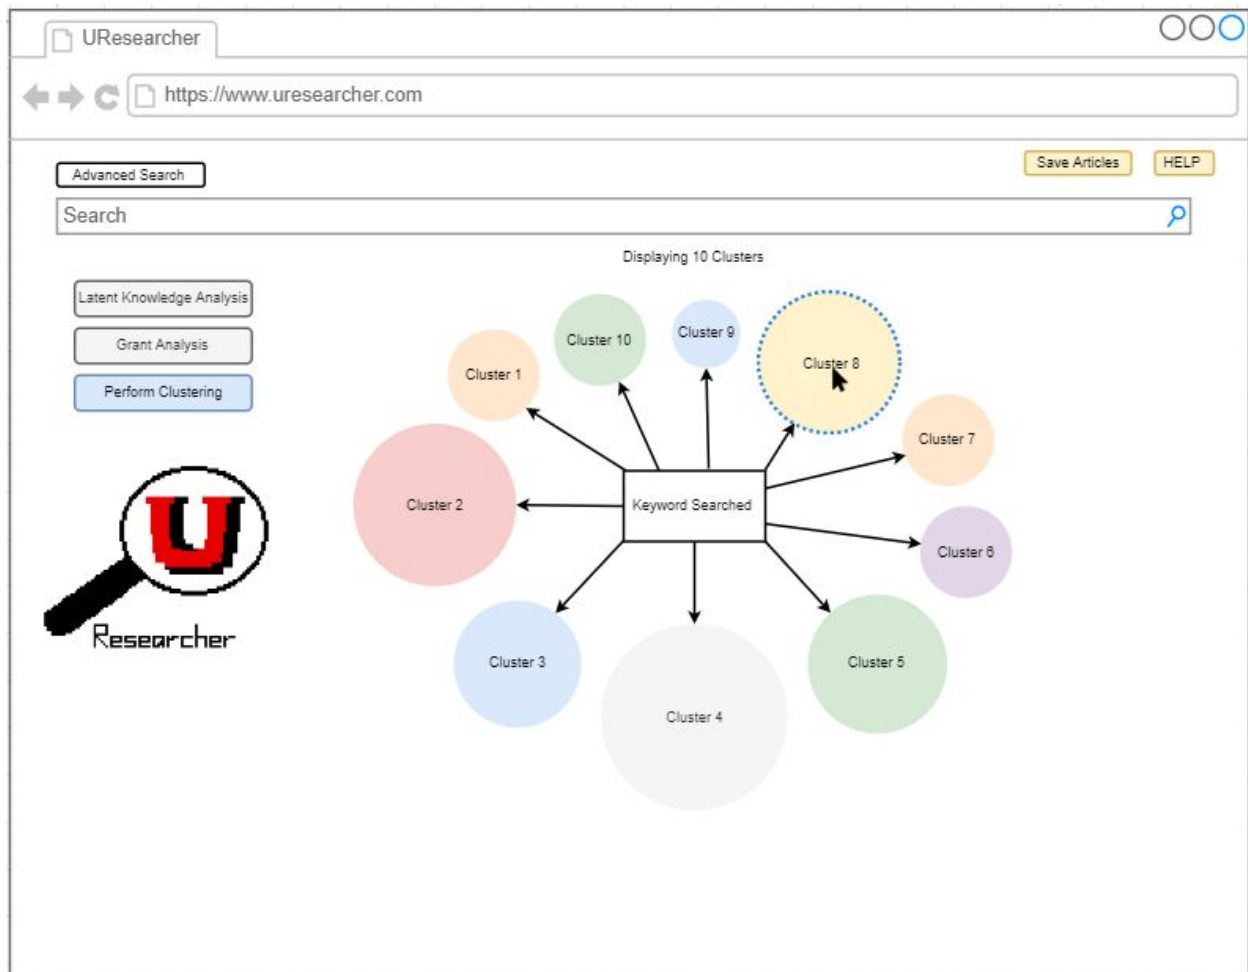 UResearcher
https://www.uresearcher.com
Advanced Search
Save Articles
HELP
Search
Displaying 10 Clusters
Latent Knowledge Analysis
Grant Analysis
Perform Clustering
Cluster 10
Cluster 9
Cluster 8
Cluster 1
Cluster 7
Cluster 2
Keyword Searched
Cluster 6
Cluster 3
Cluster 5
Cluster 4
U
Researcher